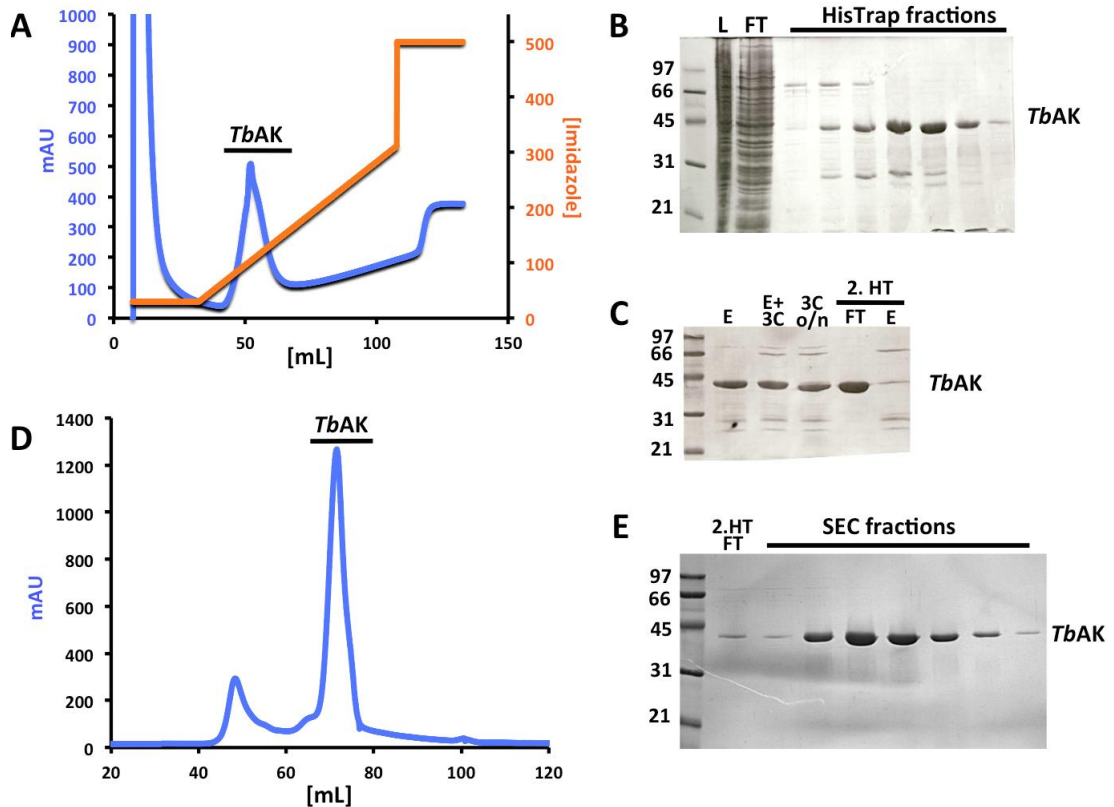 A
1000
900
800
700
600
500
400
300
200
100
0
mAU
TbAK
500
400
300
200
100
0
[Imidazole]
0
50
100
150
[mL]
B
HisTrap fractions
L FT
97
66
45
31
21
TbAK
C
2. HT
E
E+
3C
3C
o/n
FT
E
97
66
45
31
21
TbAK
D
1400
1200
1000
800
600
400
200
0
mAU
TbAK
20
40
60
80
100
120
[mL]
E
2.HT
FT
SEC fractions
97
66
45
31
21
TbAK